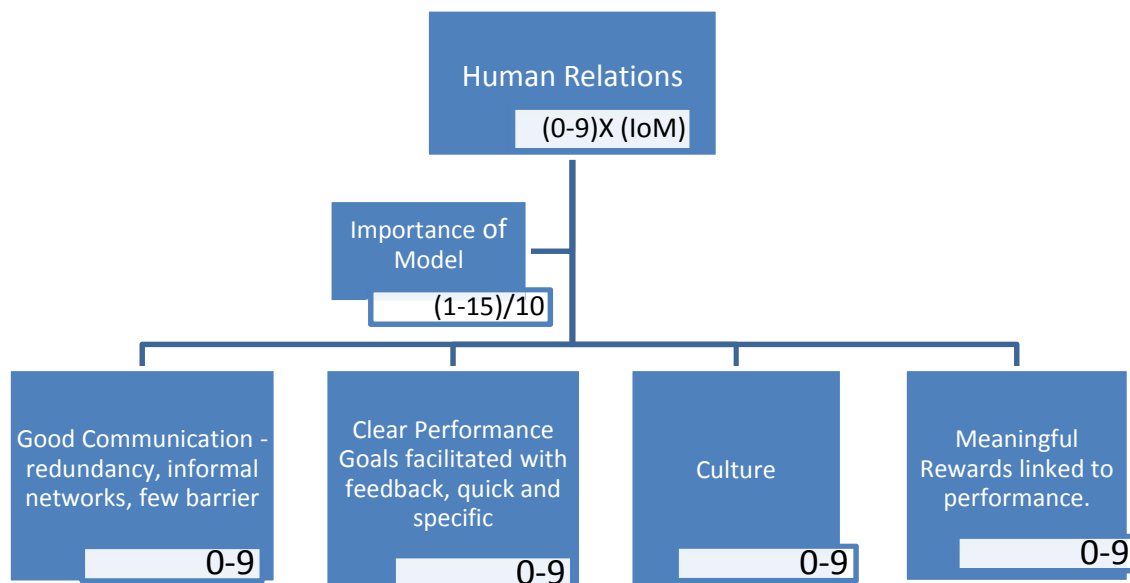 Human Relations
(0-9)X (IoM)
Importance of
Model
(1-15)/10
Good Communication -
redundancy, informal
networks, few barrier
0-9
Clear Performance
Goals facilitated with
feedback, quick and
specific
0-9
Culture
0-9
Meaningful
Rewards linked to
performance.
0-9